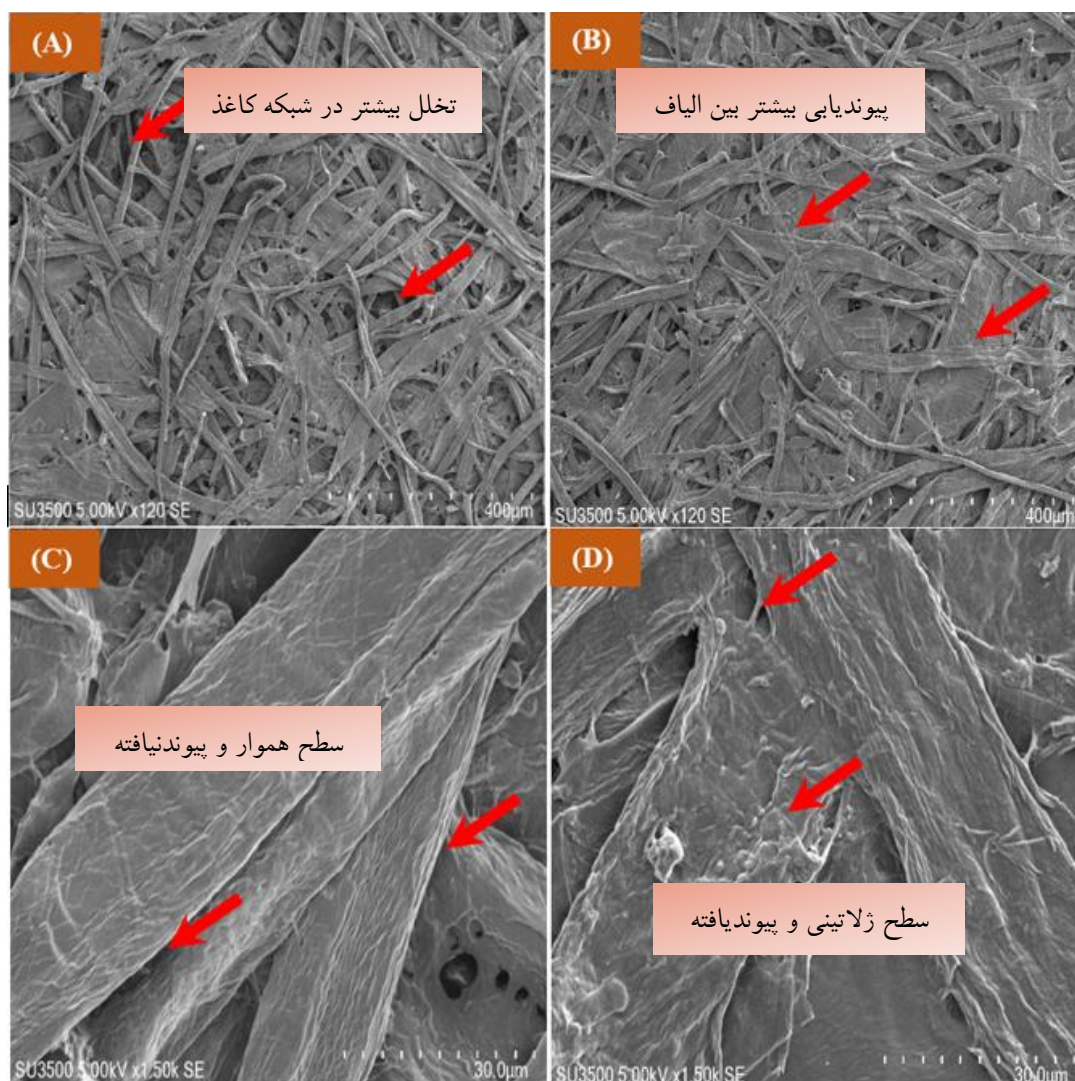 (A)
تخلل بیشتر در شبکه کاغذ
SU3500 5.00kV x120 SE
400µm
(B)
پیوندیابی بیشتر بین الیاف
SU3500 5.00kV x120 SE
400µm
(C)
سطح هموار و پیوندنیافته
SU3500 5.00kV x1.50k SE
30.0µm
(D)
سطح ژلاتینی و پیوندیافته
SU3500 5.00kV x1.50k SE
30.0µm